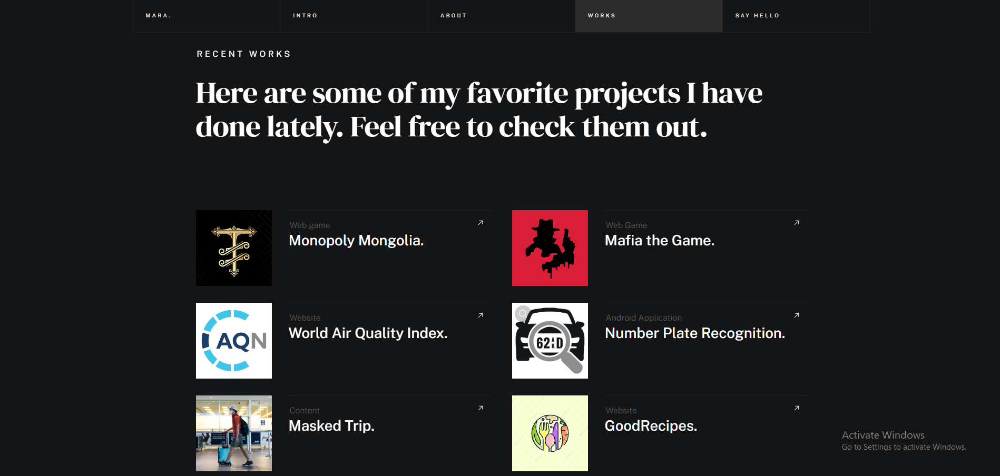 MARA.
INTRO
ABOUT
WORKS
SAY HELLO
RECENT WORKS
Here are some of my favorite projects I have
done lately. Feel free to check them out.
Web game
Monopoly Mongolia.
Web Game
Mafia the Game.
AQN
Website
World Air Quality Index.
62 AK D
Android Application
Number Plate Recognition.
Content
Masked Trip.
Website
GoodRecipes.
Activate Windows
Go to Settings to activate Windows.